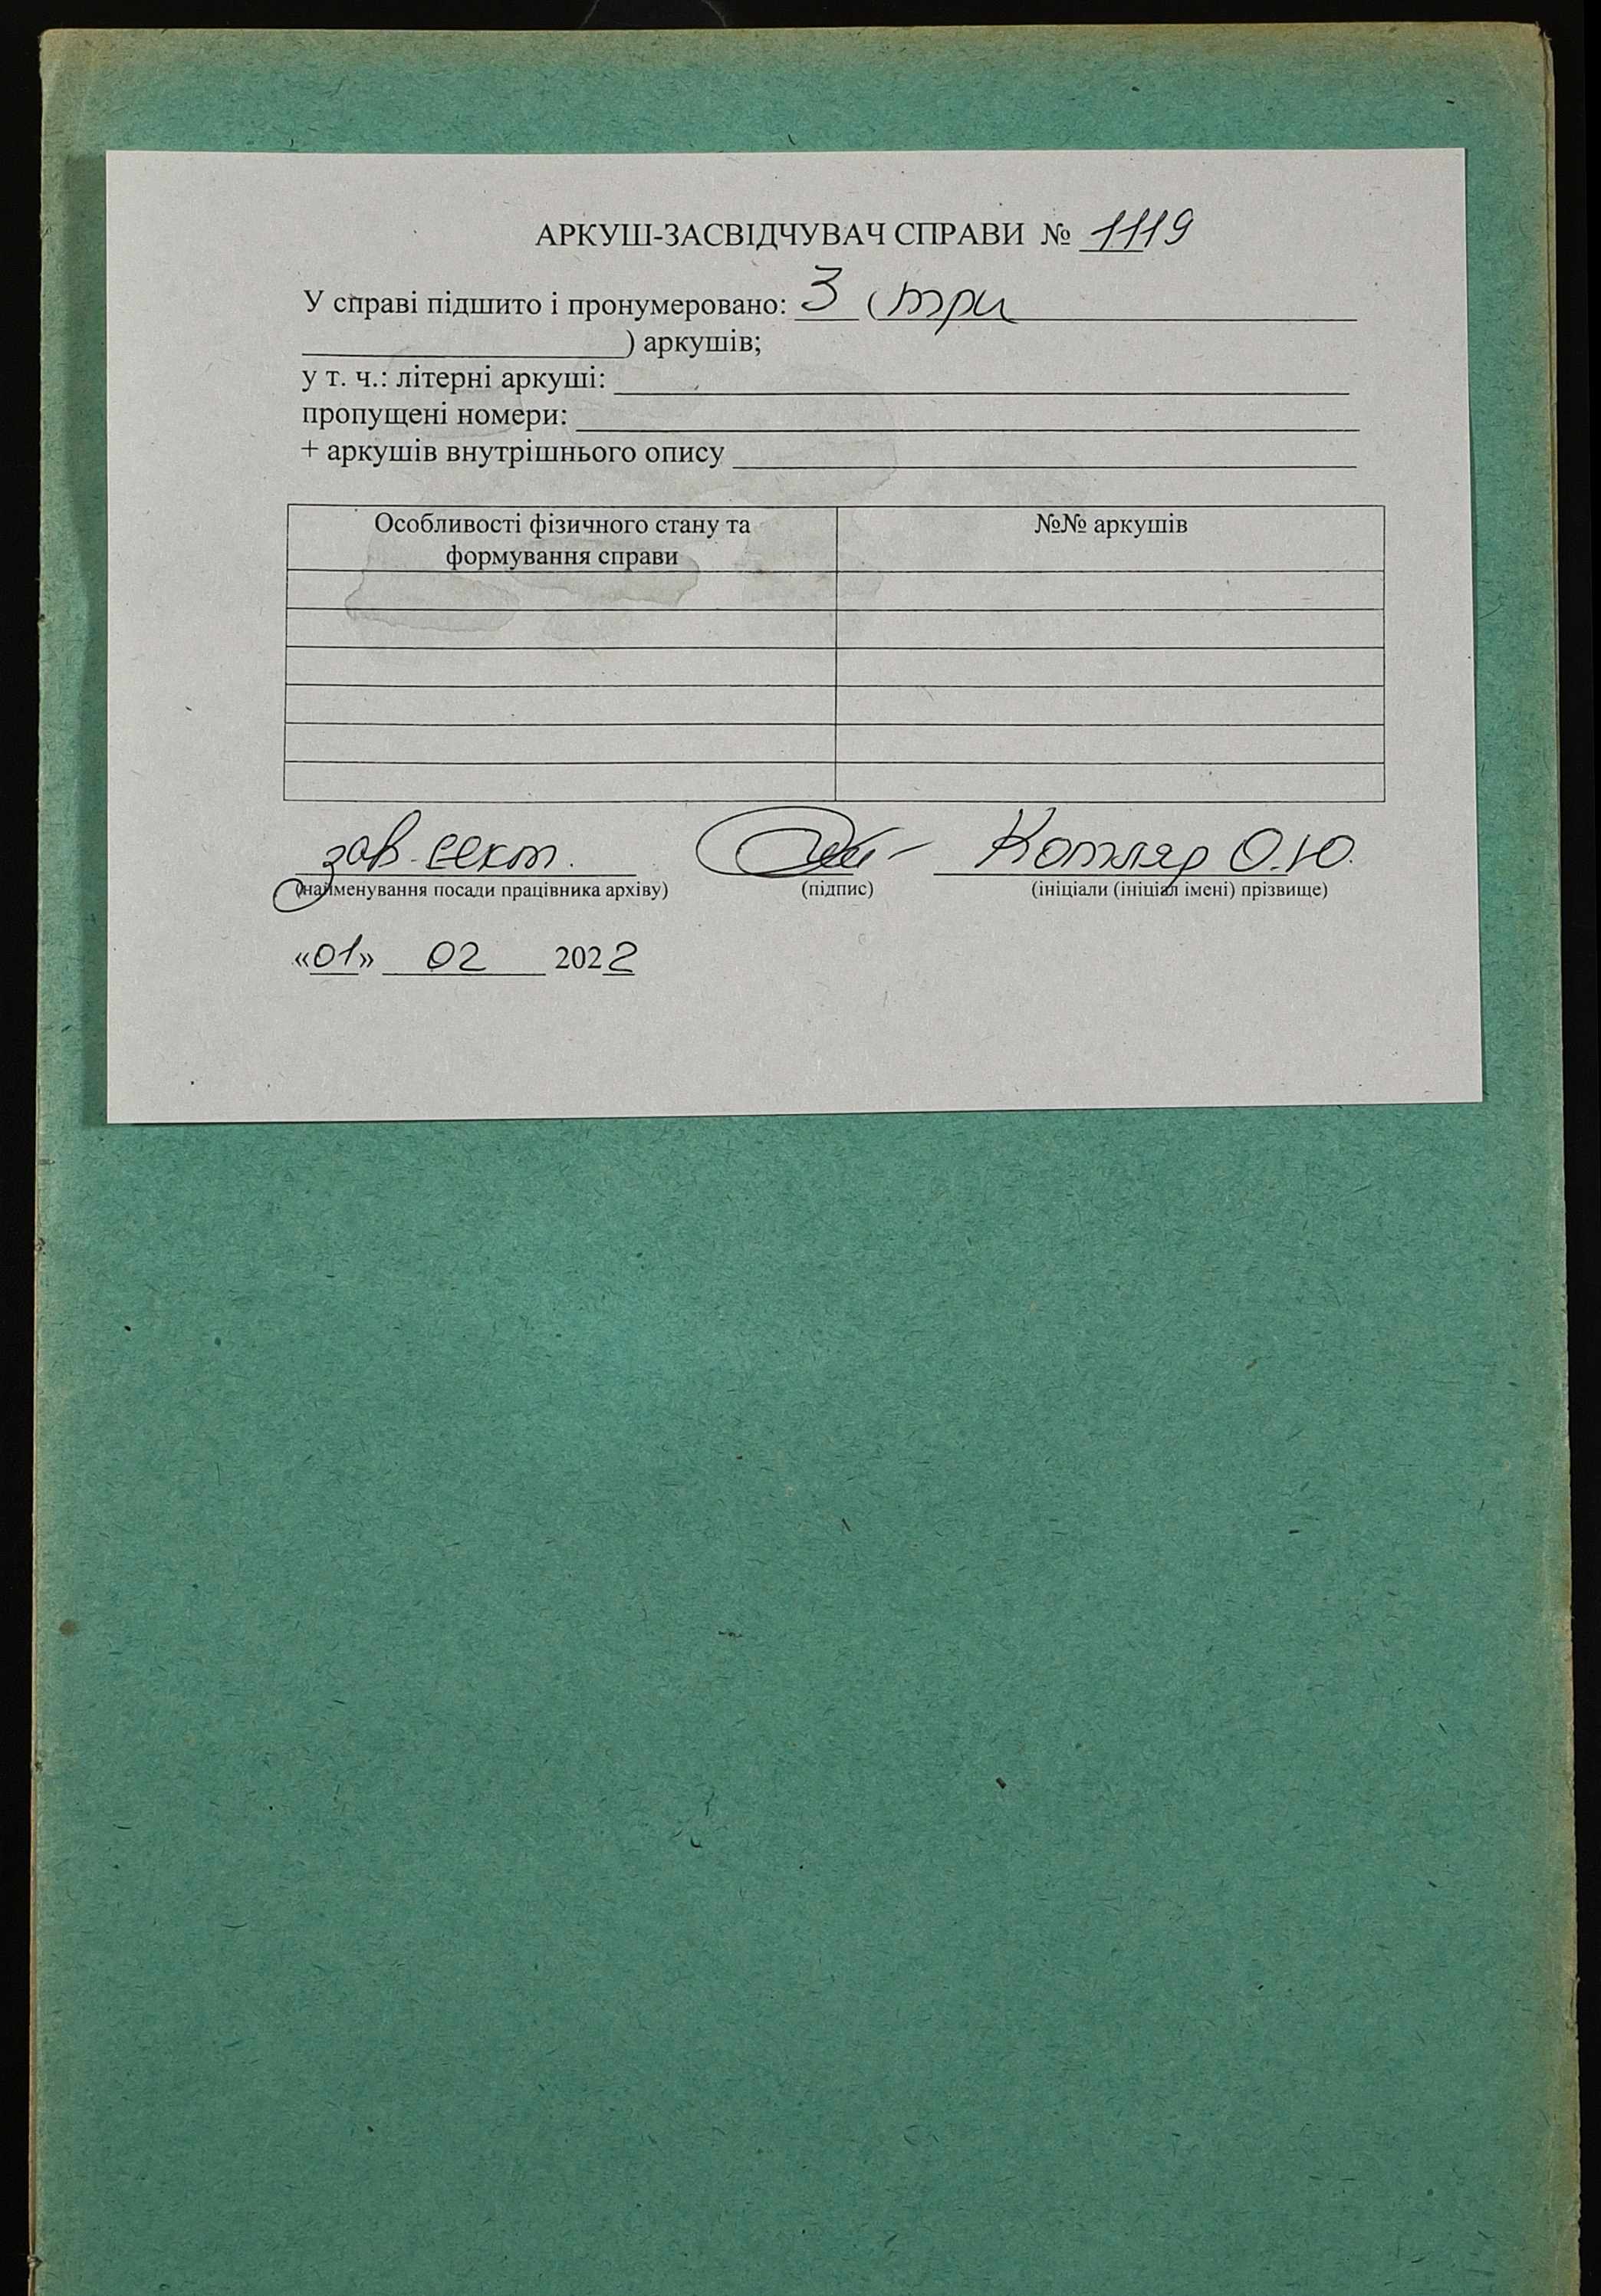 АРКУШ-ЗАСВІДЧУВАЧ СПРАВИ № 1119
У справі підшито і пронумеровано: 3 (три
) аркушів;
у т. ч.: літерні аркуші:
пропущені номери:
+ аркушів внутрішнього опису
Особливості фізичного стану та №№ аркушів
формування справи
зав. сект. Котляр О.Ю.
(найменування посади працівника архіву) (підпис) (ініціали (ініціал імені) прізвище)
«01» 02 2022